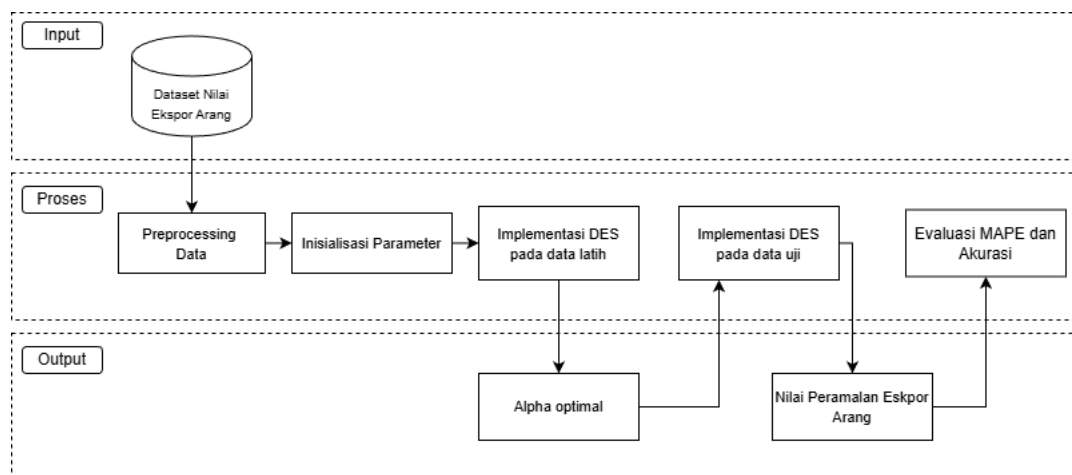 Input
Dataset Nilai
Ekspor Arang
Proses
Preprocessing
Data
Inisialisasi Parameter
Implementasi DES
pada data latih
Implementasi DES
pada data uji
Evaluasi MAPE dan
Akurasi
Output
Alpha optimal
Nilai Peramalan Eskpor
Arang